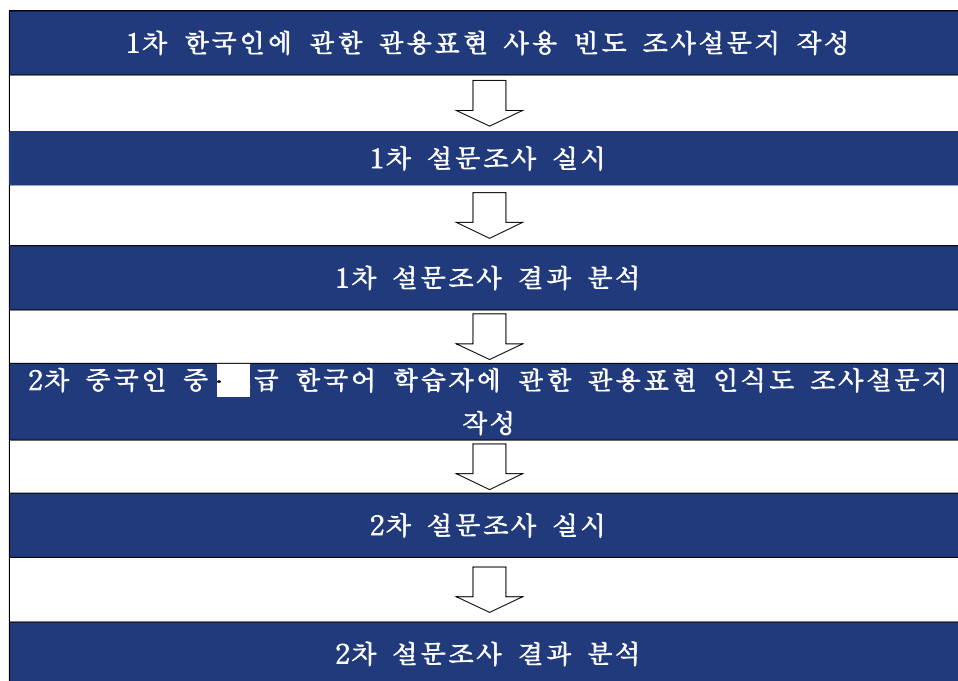 1차 한국인에 관한 관용표현 사용 빈도 조사설문지 작성
1차 설문조사 실시
1차 설문조사 결과 분석
2차 중국인 중· 급 한국어 학습자에 관한 관용표현 인식도 조사설문지
작성
2차 설문조사 실시
2차 설문조사 결과 분석